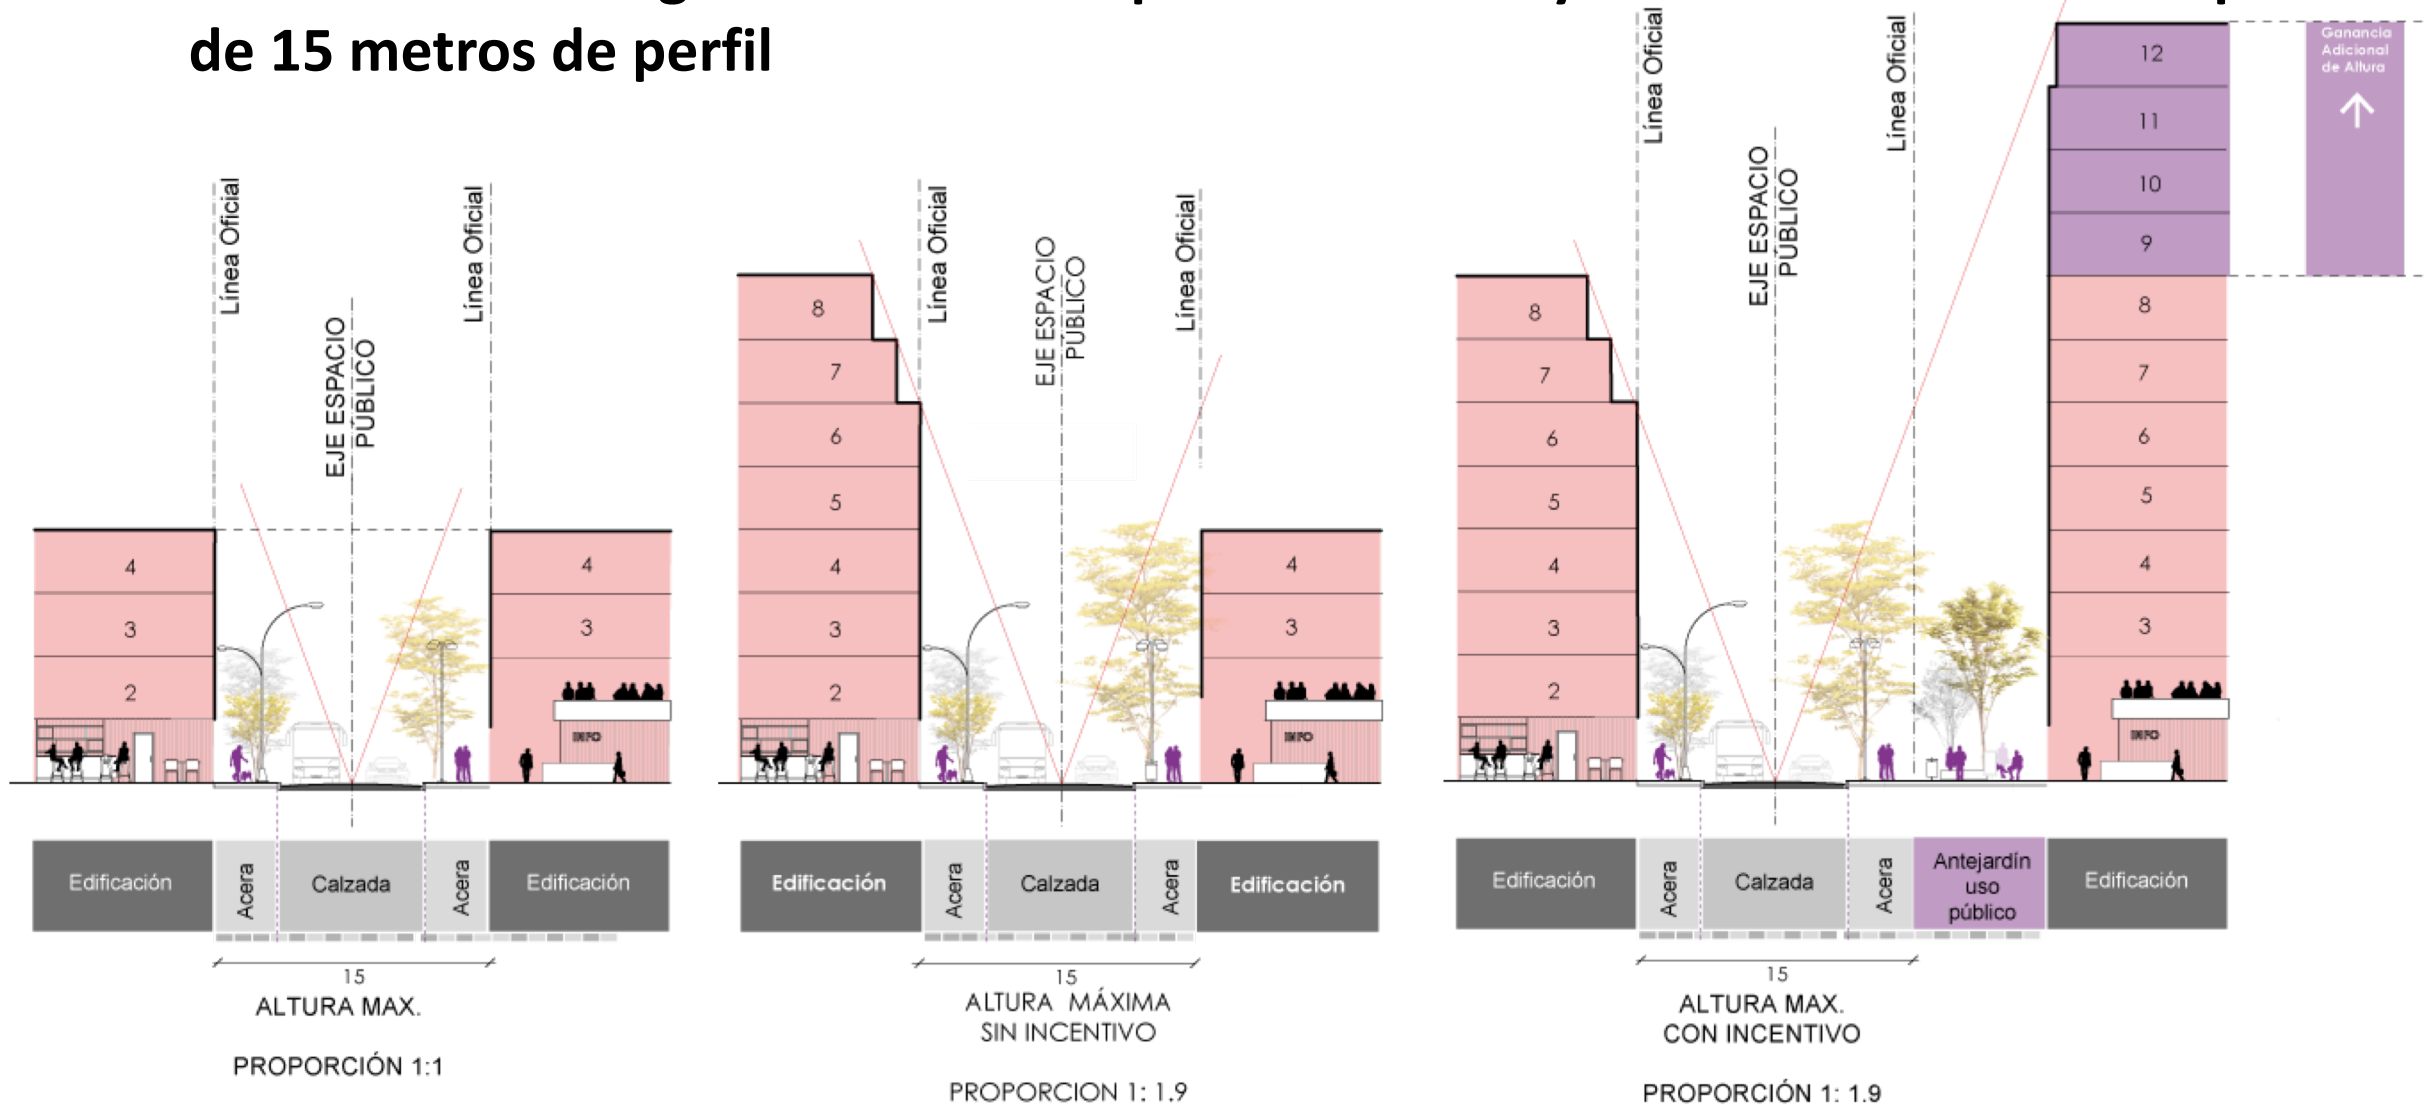 de 15 metros de perfil
Línea Oficial
EJE ESPACIO
PÚBLICO
Línea Oficial
4
3
2
4
3
INFO
Edificación
Acera
Calzada
Acera
Edificación
15
ALTURA MAX.
PROPORCIÓN 1:1
Línea Oficial
EJE ESPACIO
PÚBLICO
Línea Oficial
8
7
6
5
4
3
2
4
3
INFO
Edificación
Acera
Calzada
Acera
Edificación
15
ALTURA MÁXIMA
SIN INCENTIVO
PROPORCION 1: 1.9
Línea Oficial
EJE ESPACIO
PÚBLICO
Línea Oficial
8
7
6
5
4
3
2
12
11
10
9
8
7
6
5
4
3
INFO
Ganancia
Adicional
de Altura
Edificación
Acera
Calzada
Acera
Antejardín
uso
público
Edificación
15
ALTURA MAX.
CON INCENTIVO
PROPORCIÓN 1: 1.9